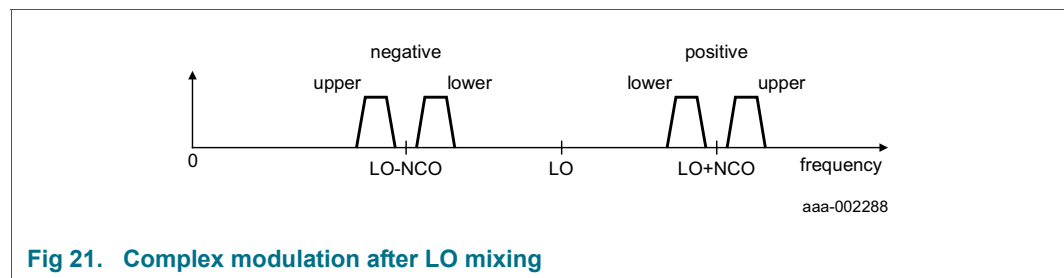 negative
positive
upper
lower
lower
upper
0
LO-NCO
LO
LO+NCO
frequency
aaa-002288
Fig 21. Complex modulation after LO mixing